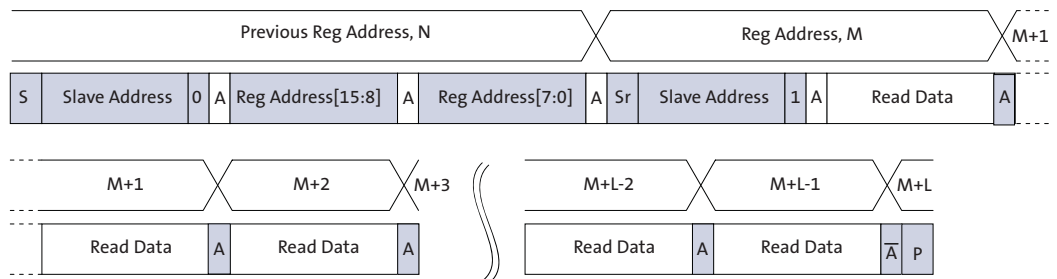 Previous Reg Address, N Reg Address, M M+1
S Slave Address 0 A Reg Address[15:8] A Reg Address[7:0] A Sr Slave Address 1 A Read Data A
M+1 M+2 M+3 M+L-2 M+L-1 M+L
Read Data A Read Data A Read Data A Read Data A̅ P